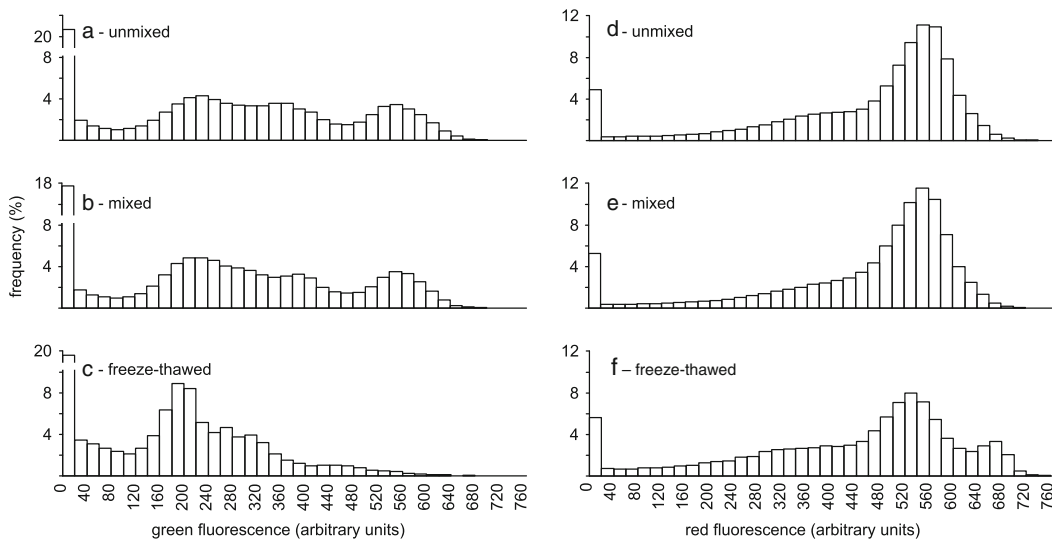 20
8
4
a - unmixed
12
8
4
d - unmixed
18
8
4
b - mixed
12
8
4
e - mixed
frequency (%)
20
8
4
c - freeze-thawed
12
8
4
f – freeze-thawed
0 40 80 120 160 200 240 280 320 360 400 440 480 520 560 600 640 680 720 760
green fluorescence (arbitrary units)
0 40 80 120 160 200 240 280 320 360 400 440 480 520 560 600 640 680 720 760
red fluorescence (arbitrary units)